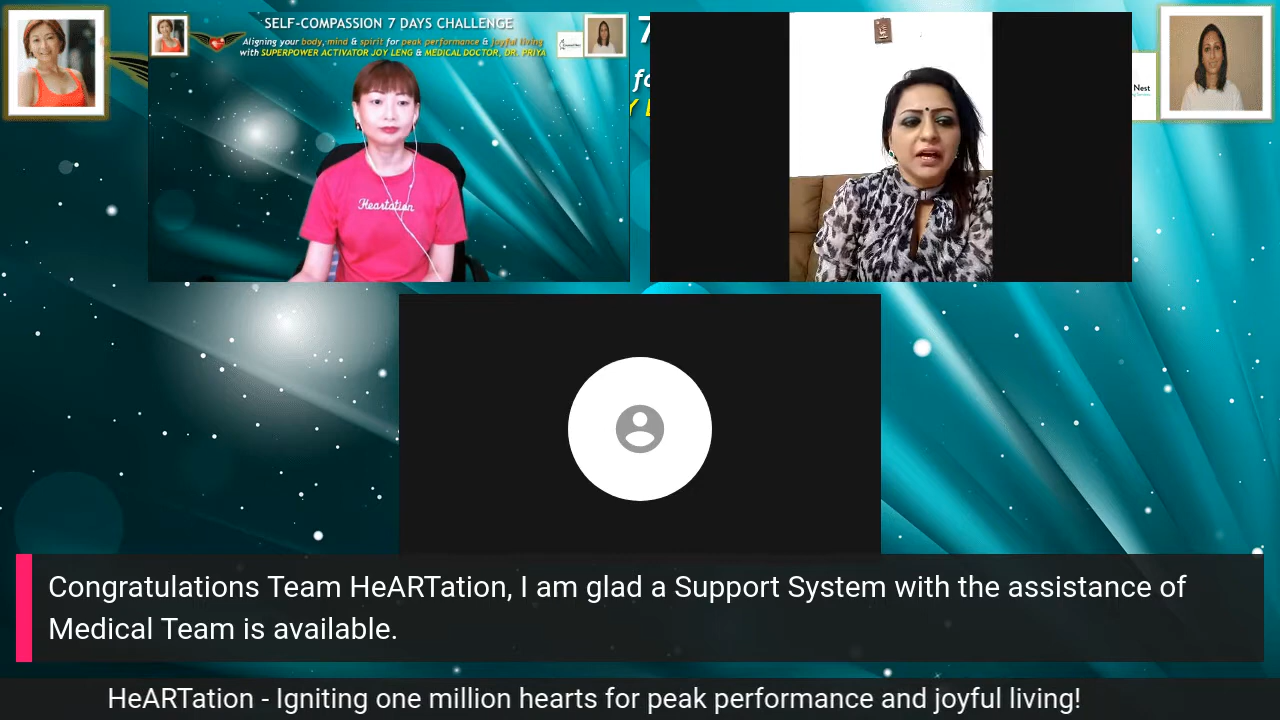 SELF-COMPASSION 7 DAYS CHALLENGE
Aligning your body, mind & spirit for peak performance & joyful living
with SUPERPOWER ACTIVATOR JOY LENG & MEDICAL DOCTOR, DR. PRIYA
7
fo
Y L
Nest
Heartation
Congratulations Team HeARTation, I am glad a Support System with the assistance of
Medical Team is available.
HeARTation - Igniting one million hearts for peak performance and joyful living!